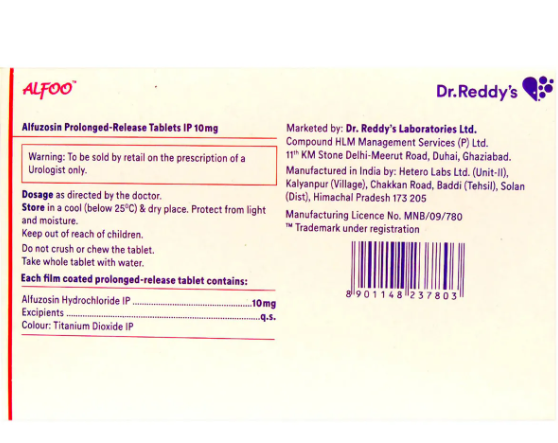 ALFOO™
Dr.Reddy's
Alfuzosin Prolonged-Release Tablets IP 10mg
Warning: To be sold by retail on the prescription of a
Urologist only.
Dosage as directed by the doctor.
Store in a cool (below 25°C) & dry place. Protect from light
and moisture.
Keep out of reach of children.
Do not crush or chew the tablet.
Take whole tablet with water.
Each film coated prolonged-release tablet contains:
Alfuzosin Hydrochloride IP ...............................................10mg
Excipients .........................................................................q.s.
Colour: Titanium Dioxide IP
Marketed by: Dr. Reddy's Laboratories Ltd.
Compound HLM Management Services (P) Ltd.
11th KM Stone Delhi-Meerut Road, Duhai, Ghaziabad.
Manufactured in India by: Hetero Labs Ltd. (Unit-II),
Kalyanpur (Village), Chakkan Road, Baddi (Tehsil), Solan
(Dist), Himachal Pradesh 173 205
Manufacturing Licence No. MNB/09/780
™ Trademark under registration
8 901148 237803